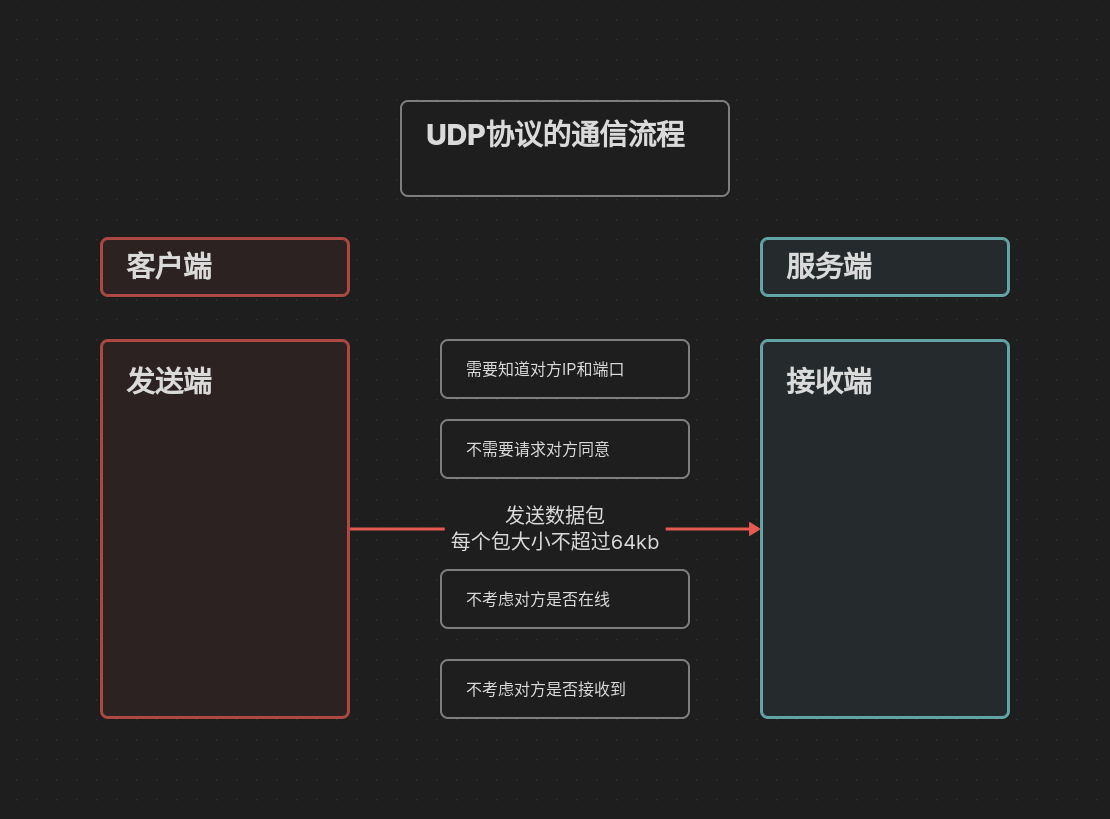 UDP协议的通信流程
客户端
服务端
发送端
接收端
需要知道对方IP和端口
不需要请求对方同意
发送数据包
每个包大小不超过64kb
不考虑对方是否在线
不考虑对方是否接收到